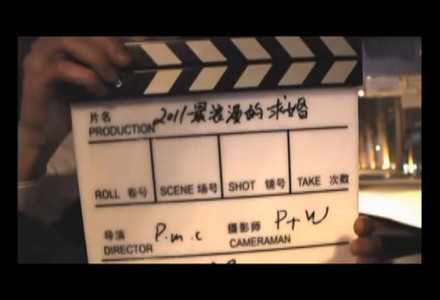 片名 2011最浪漫的求婚
PRODUCTION
ROLL 卷号 SCENE 场号 SHOT 镜号 TAKE 次数
导演 P.m.c 摄影师 P+W
DIRECTOR CAMERAMAN